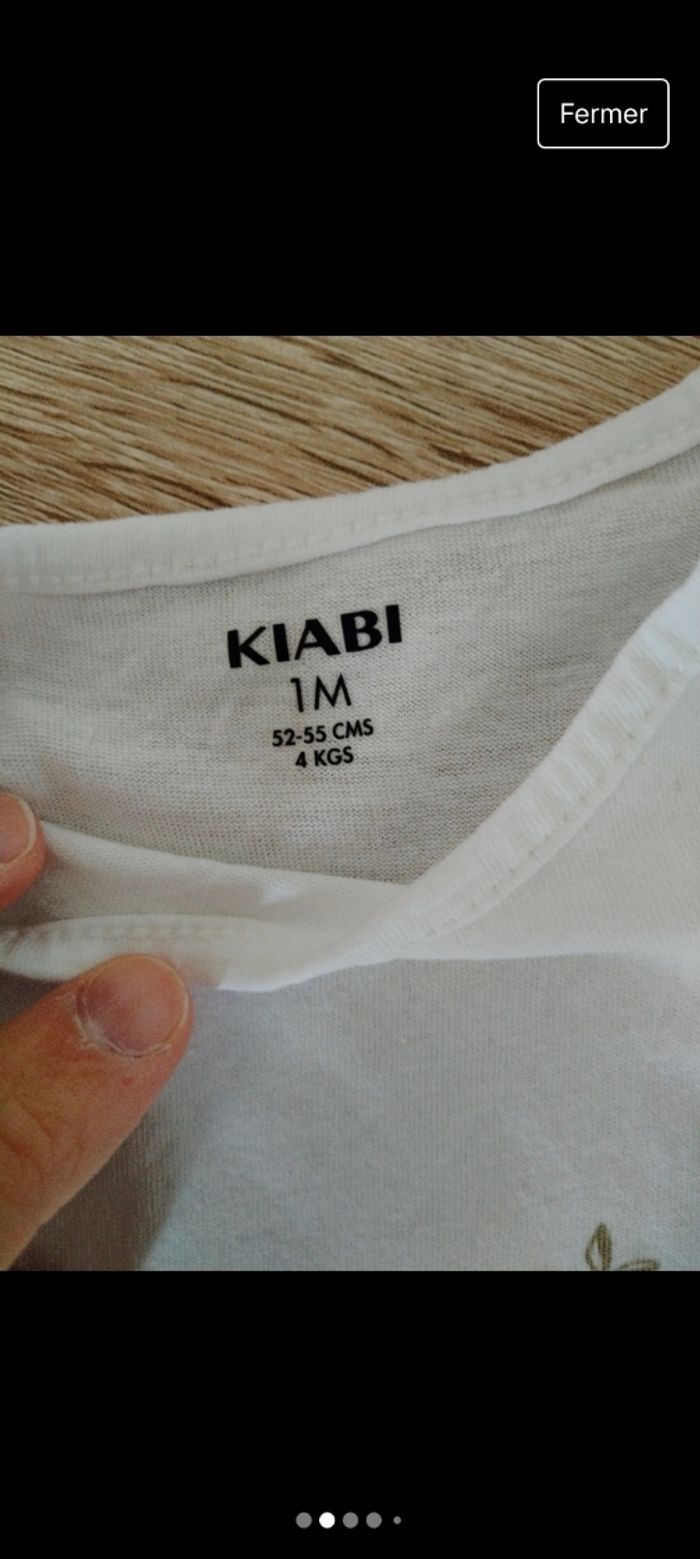 Fermer
KIABI
1M
52-55 CMS
4 KGS